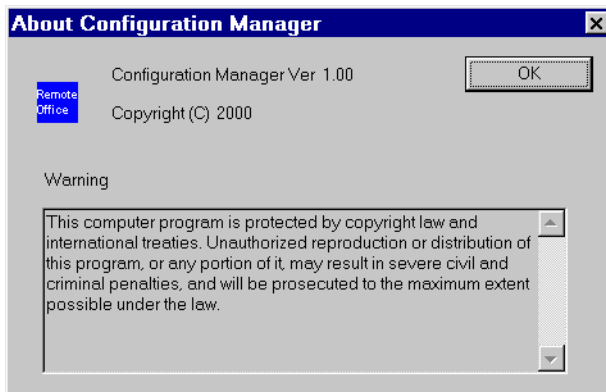 About Configuration Manager
Configuration Manager Ver 1.00
OK
Remote
Office
Copyright (C) 2000
Warning
This computer program is protected by copyright law and
international treaties. Unauthorized reproduction or distribution of
this program, or any portion of it, may result in severe civil and
criminal penalties, and will be prosecuted to the maximum extent
possible under the law.